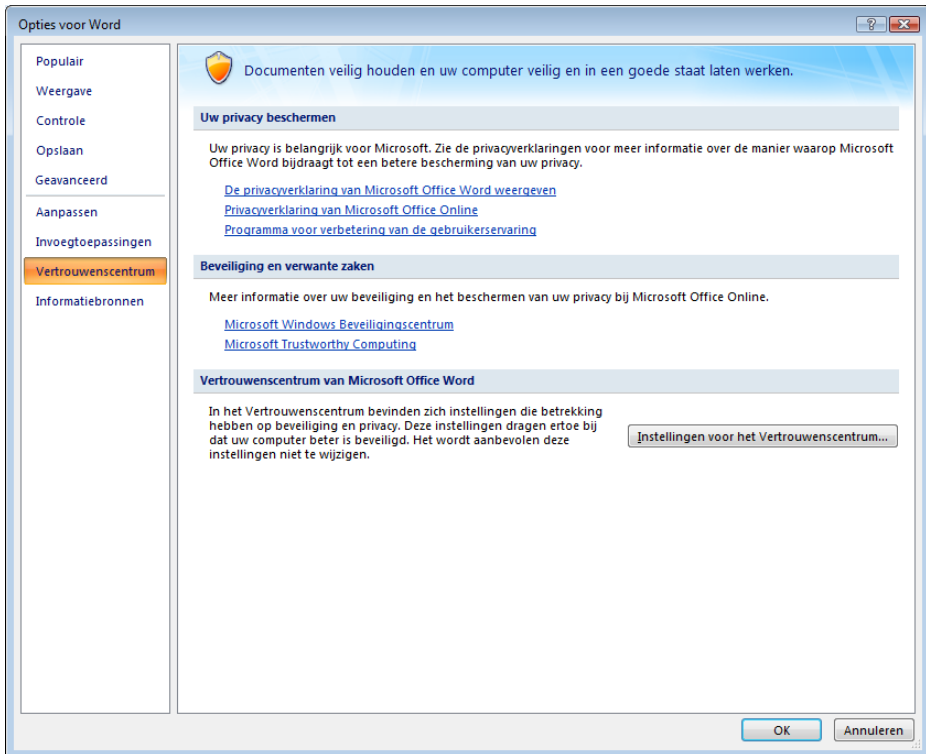 Opties voor Word
Populair
Weergave
Controle
Opslaan
Geavanceerd
Aanpassen
Invoegtoepassingen
Vertrouwenscentrum
Informatiebronnen
Documenten veilig houden en uw computer veilig en in een goede staat laten werken.
Uw privacy beschermen
Uw privacy is belangrijk voor Microsoft. Zie de privacyverklaringen voor meer informatie over de manier waarop Microsoft
Office Word bijdraagt tot een betere bescherming van uw privacy.
De privacyverklaring van Microsoft Office Word weergeven
Privacyverklaring van Microsoft Office Online
Programma voor verbetering van de gebruikerservaring
Beveiliging en verwante zaken
Meer informatie over uw beveiliging en het beschermen van uw privacy bij Microsoft Office Online.
Microsoft Windows Beveiligingscentrum
Microsoft Trustworthy Computing
Vertrouwenscentrum van Microsoft Office Word
In het Vertrouwenscentrum bevinden zich instellingen die betrekking
hebben op beveiliging en privacy. Deze instellingen dragen ertoe bij
dat uw computer beter is beveiligd. Het wordt aanbevolen deze
instellingen niet te wijzigen.
Instellingen voor het Vertrouwenscentrum...
OK
Annuleren